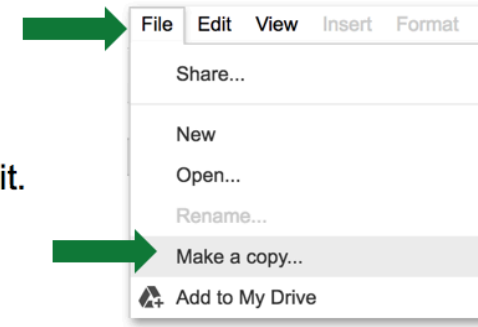 File Edit View Insert Format
Share...
New
it.
Open...
Rename...
Make a copy...
Add to My Drive